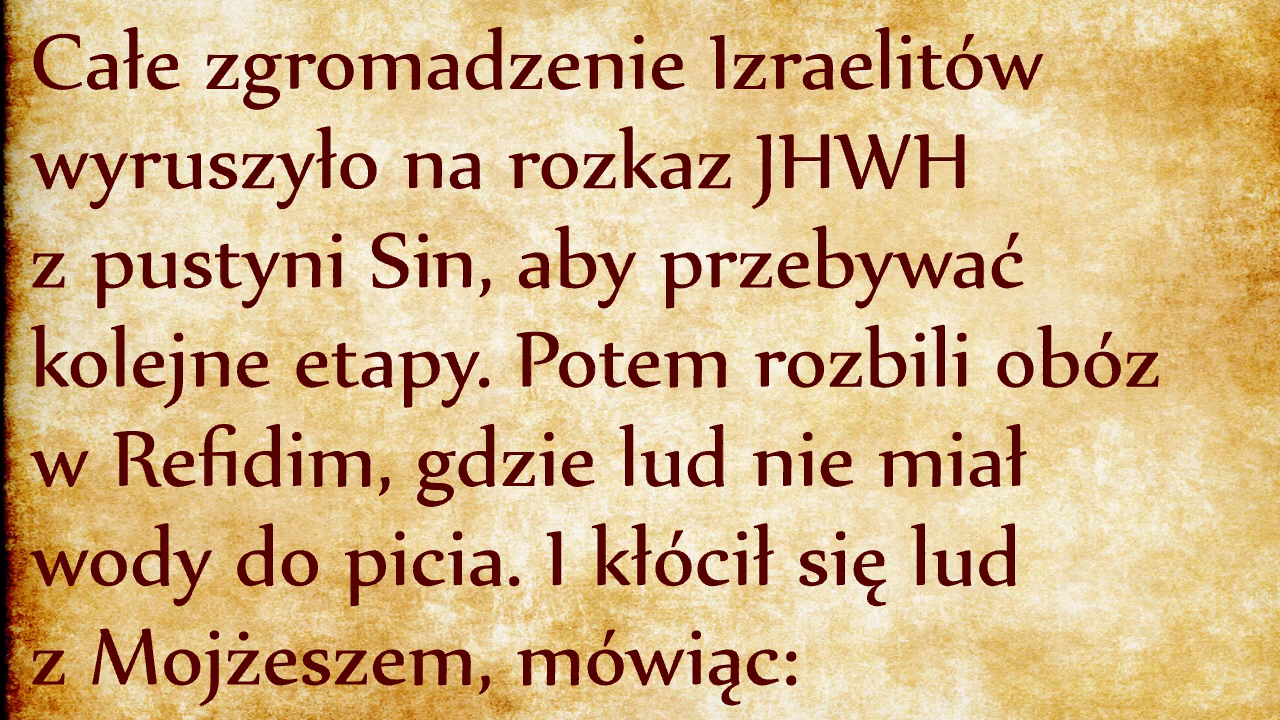 Całe zgromadzenie Izraelitów
wyruszyło na rozkaz JHWH
z pustyni Sin, aby przebywać
kolejne etapy. Potem rozbili obóz
w Refidim, gdzie lud nie miał
wody do picia. I kłócił się lud
z Mojżeszem, mówiąc: